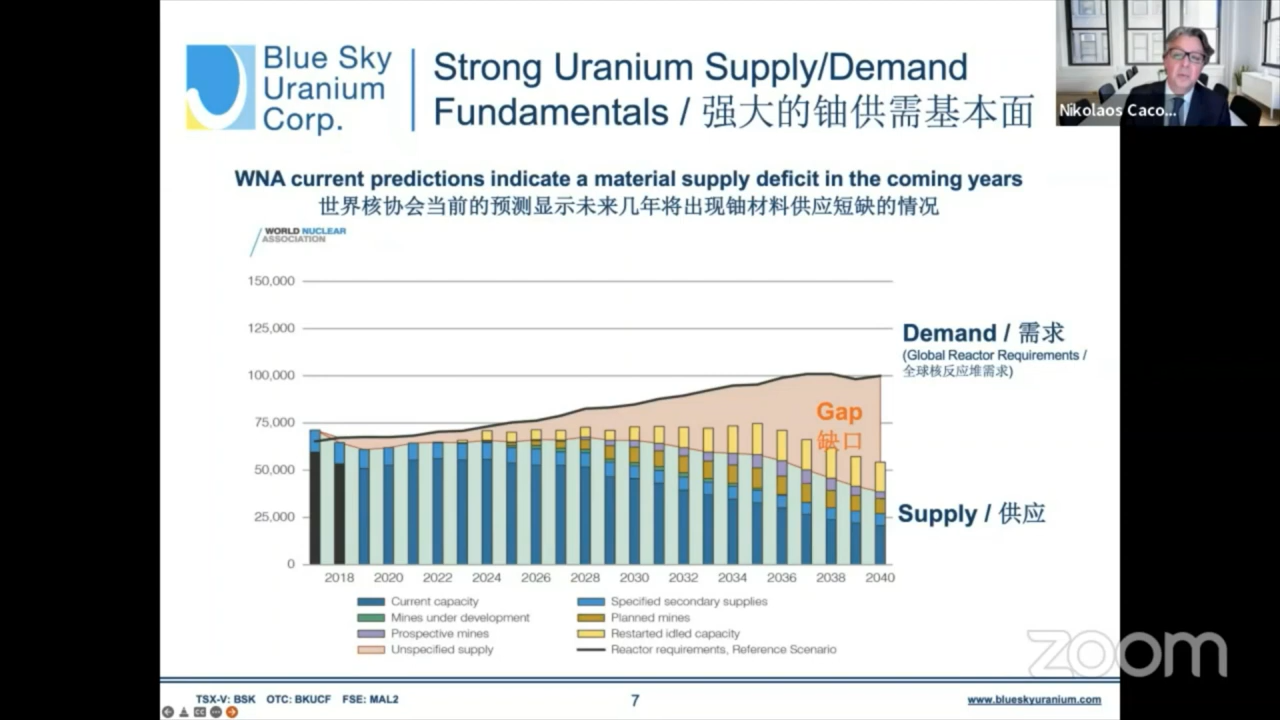 Blue Sky
Uranium
Corp.
Strong Uranium Supply/Demand
Fundamentals / 强大的铀供需基本面
Nikolaos Caco...
WNA current predictions indicate a material supply deficit in the coming years
世界核协会当前的预测显示未来几年将出现铀材料供应短缺的情况
WORLD NUCLEAR
ASSOCIATION
150,000
125,000
100,000
75,000
50,000
25,000
0
Demand / 需求
(Global Reactor Requirements /
全球核反应堆需求)
Gap
缺口
Supply / 供应
2018 2020 2022 2024 2026 2028 2030 2032 2034 2036 2038 2040
Current capacity
Specified secondary supplies
Mines under development
Planned mines
Prospective mines
Restarted idled capacity
Unspecified supply
Reactor requirements, Reference Scenario
zoom
TSX-V: BSK OTC: BKUCF FSE: MAL2
7
www.blueskyuranium.com
CC